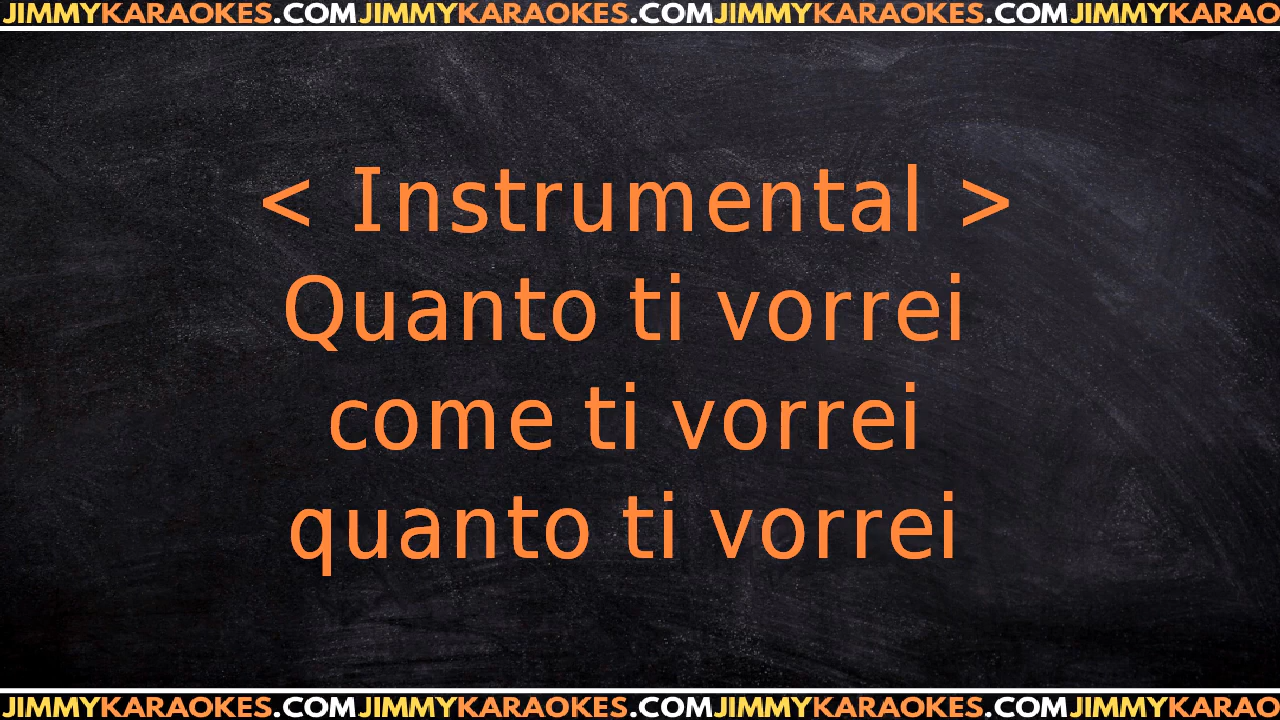 JIMMYKARAOKES.COMJIMMYKARAOKES.COMJIMMYKARAOKES.COMJIMMYKARAO
< Instrumental >
Quanto ti vorrei
come ti vorrei
quanto ti vorrei
JIMMYKARAOKES.COMJIMMYKARAOKES.COMJIMMYKARAOKES.COMJIMMYKARAO